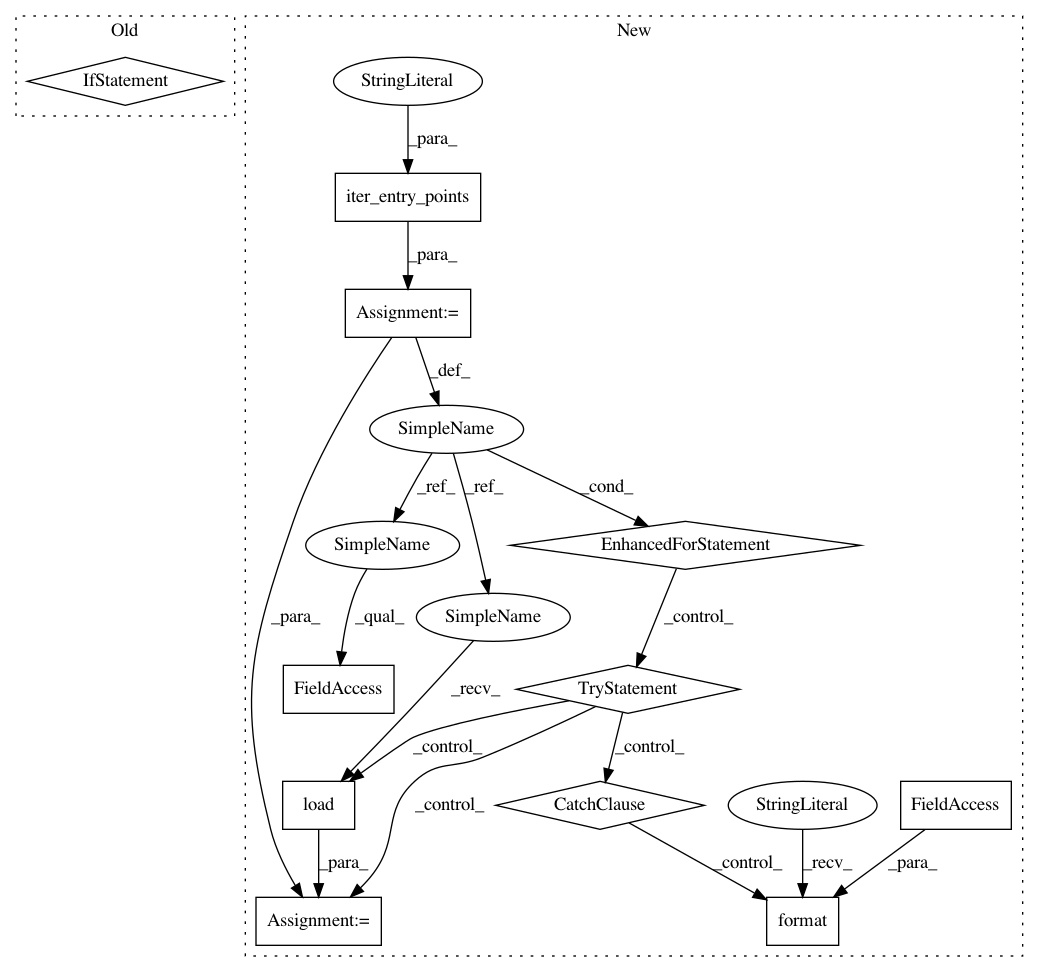 Old
New
IfStatement
StringLiteral
_para_
iter_entry_points
_para_
Assignment:=
_def_
SimpleName
_ref_
_ref_
_cond_
SimpleName
EnhancedForStatement
_para_
_qual_
SimpleName
_control_
FieldAccess
_recv_
TryStatement
_control_
_control_
_control_
load
CatchClause
StringLiteral
FieldAccess
_para_
_control_
_recv_
_para_
Assignment:=
format